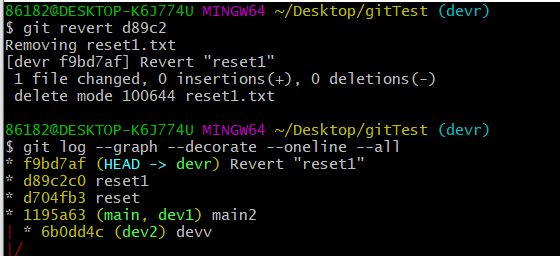 86182@DESKTOP-K6J774U MINGW64 ~/Desktop/gitTest (devr)
$ git revert d89c2
Removing reset1.txt
[devr f9bd7af] Revert "reset1"
 1 file changed, 0 insertions(+), 0 deletions(-)
 delete mode 100644 reset1.txt

86182@DESKTOP-K6J774U MINGW64 ~/Desktop/gitTest (devr)
$ git log --graph --decorate --oneline --all
* f9bd7af (HEAD -> devr) Revert "reset1"
* d89c2c0 reset1
* d704fb3 reset
* 1195a63 (main, dev1) main2
| * 6b0dd4c (dev2) devv
|/